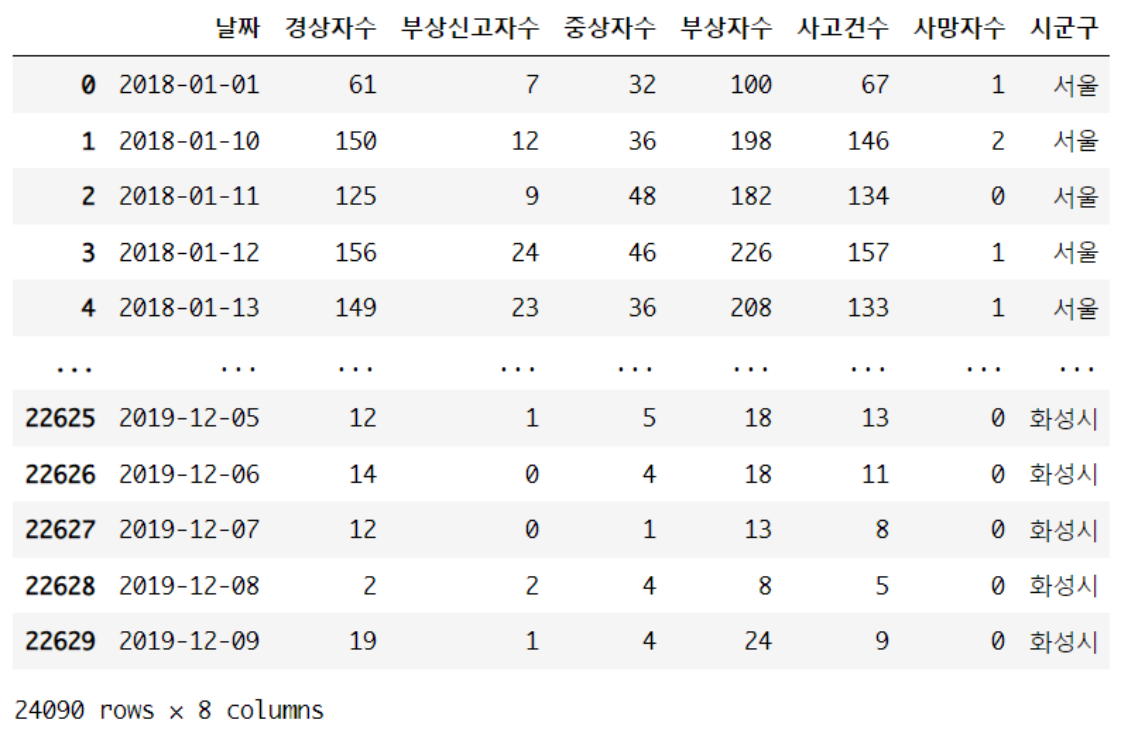 날짜 경상자수 부상신고자수 중상자수 부상자수 사고건수 사망자수 시군구
0 2018-01-01 61 7 32 100 67 1 서울
1 2018-01-10 150 12 36 198 146 2 서울
2 2018-01-11 125 9 48 182 134 0 서울
3 2018-01-12 156 24 46 226 157 1 서울
4 2018-01-13 149 23 36 208 133 1 서울
... ... ... ... ... ... ... ... ...
22625 2019-12-05 12 1 5 18 13 0 화성시
22626 2019-12-06 14 0 4 18 11 0 화성시
22627 2019-12-07 12 0 1 13 8 0 화성시
22628 2019-12-08 2 2 4 8 5 0 화성시
22629 2019-12-09 19 1 4 24 9 0 화성시
24090 rows × 8 columns